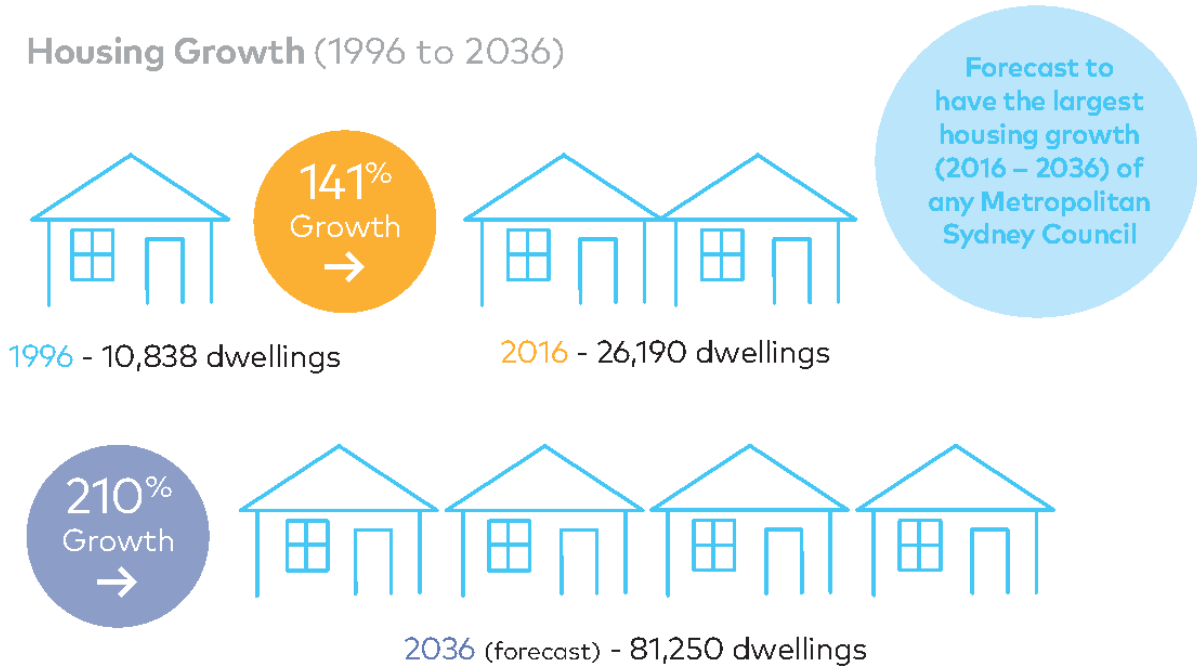 Housing Growth (1996 to 2036)
Forecast to
have the largest
housing growth
(2016 – 2036) of
any Metropolitan
Sydney Council
141%
Growth
1996 - 10,838 dwellings
2016 - 26,190 dwellings
210%
Growth
2036 (forecast) - 81,250 dwellings